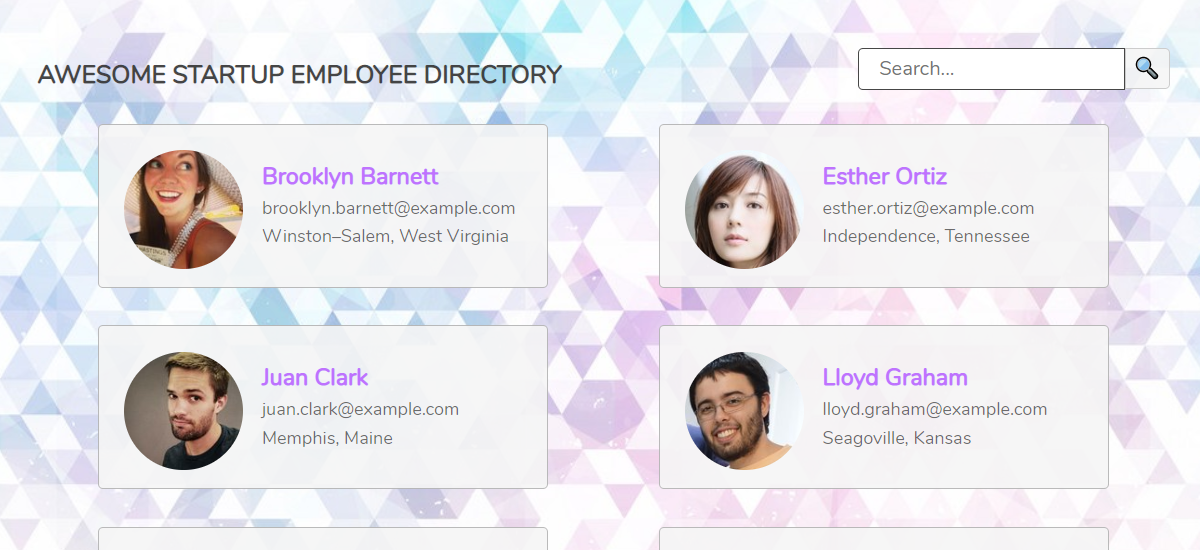 AWESOME STARTUP EMPLOYEE DIRECTORY
Search...
Brooklyn Barnett
brooklyn.barnett@example.com
Winston–Salem, West Virginia
Esther Ortiz
esther.ortiz@example.com
Independence, Tennessee
Juan Clark
juan.clark@example.com
Memphis, Maine
Lloyd Graham
lloyd.graham@example.com
Seagoville, Kansas